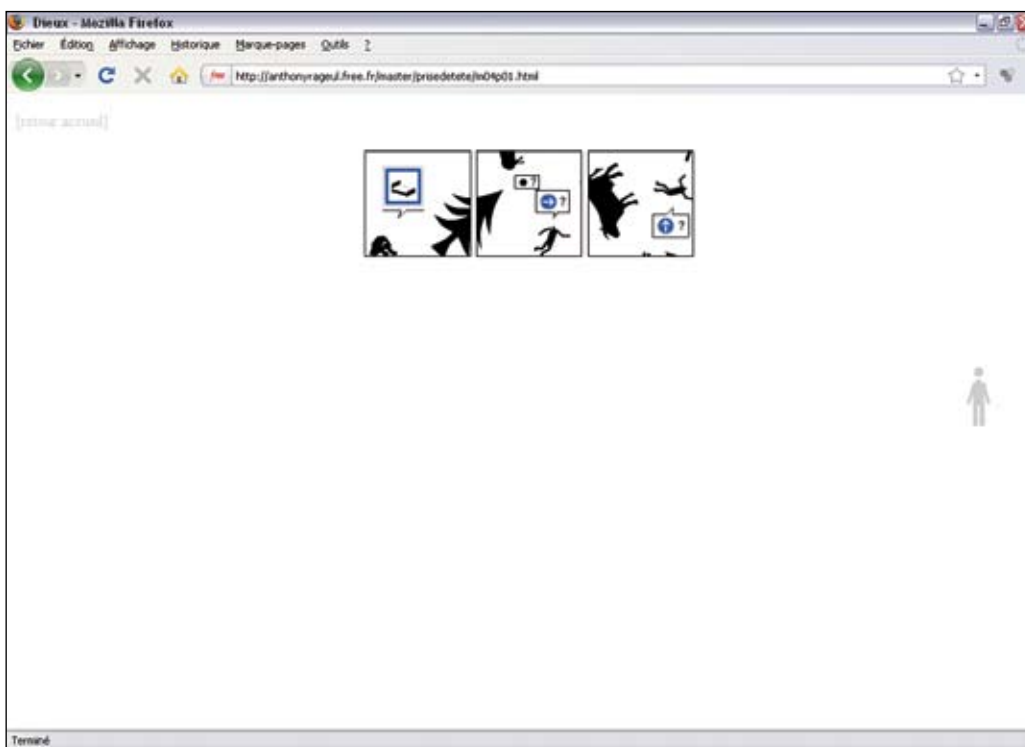 Dieux - Mozilla Firefox
Fichier Édition Affichage Historique Marque-pages Outils ?
free http://anthonyrageul.free.fr/master/prisedetete/m04p01.html
[retour accueil]
?
?
?
Terminé